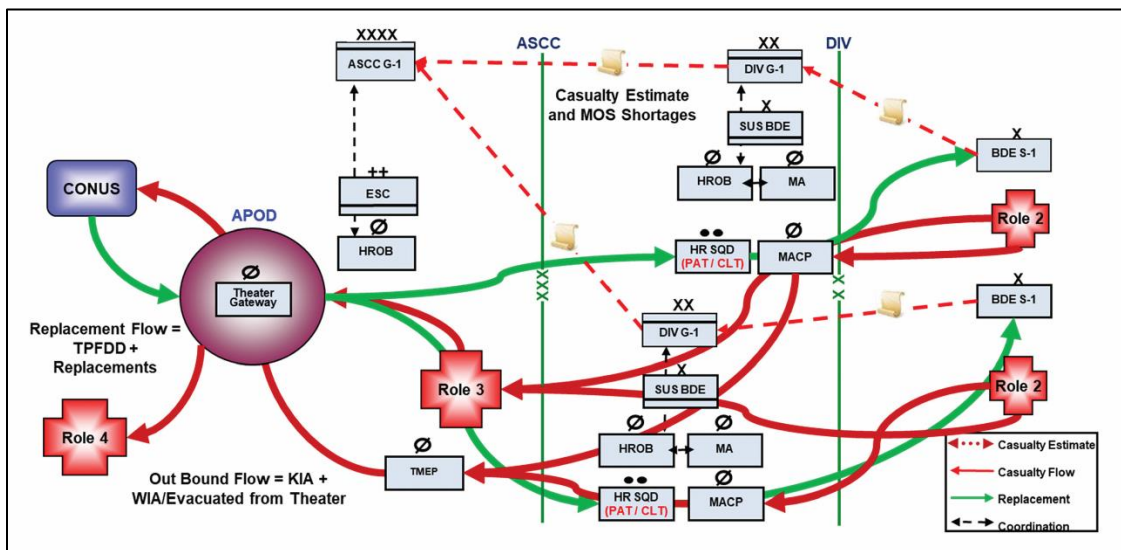 XXXX
ASCC G-1
ASCC
XX
DIV G-1
DIV
Casualty Estimate
and MOS Shortages
X
SUS BDE
X
BDE S-1
Ø
HROB
Ø
MA
CONUS
++
ESC
APOD
Ø
HROB
Role 2
●●
HR SQD
(PAT / CLT)
Ø
MACP
Ø
Theater
Gateway
XXX
XX
X
BDE S-1
XX
DIV G-1
Replacement Flow =
TPFDD +
Replacements
Role 3
X
SUS BDE
Role 2
Role 4
Ø
HROB
Ø
MA
Ø
TMEP
Out Bound Flow = KIA +
WIA/Evacuated from Theater
●●
HR SQD
(PAT / CLT)
Ø
MACP
Casualty Estimate
Casualty Flow
Replacement
Coordination